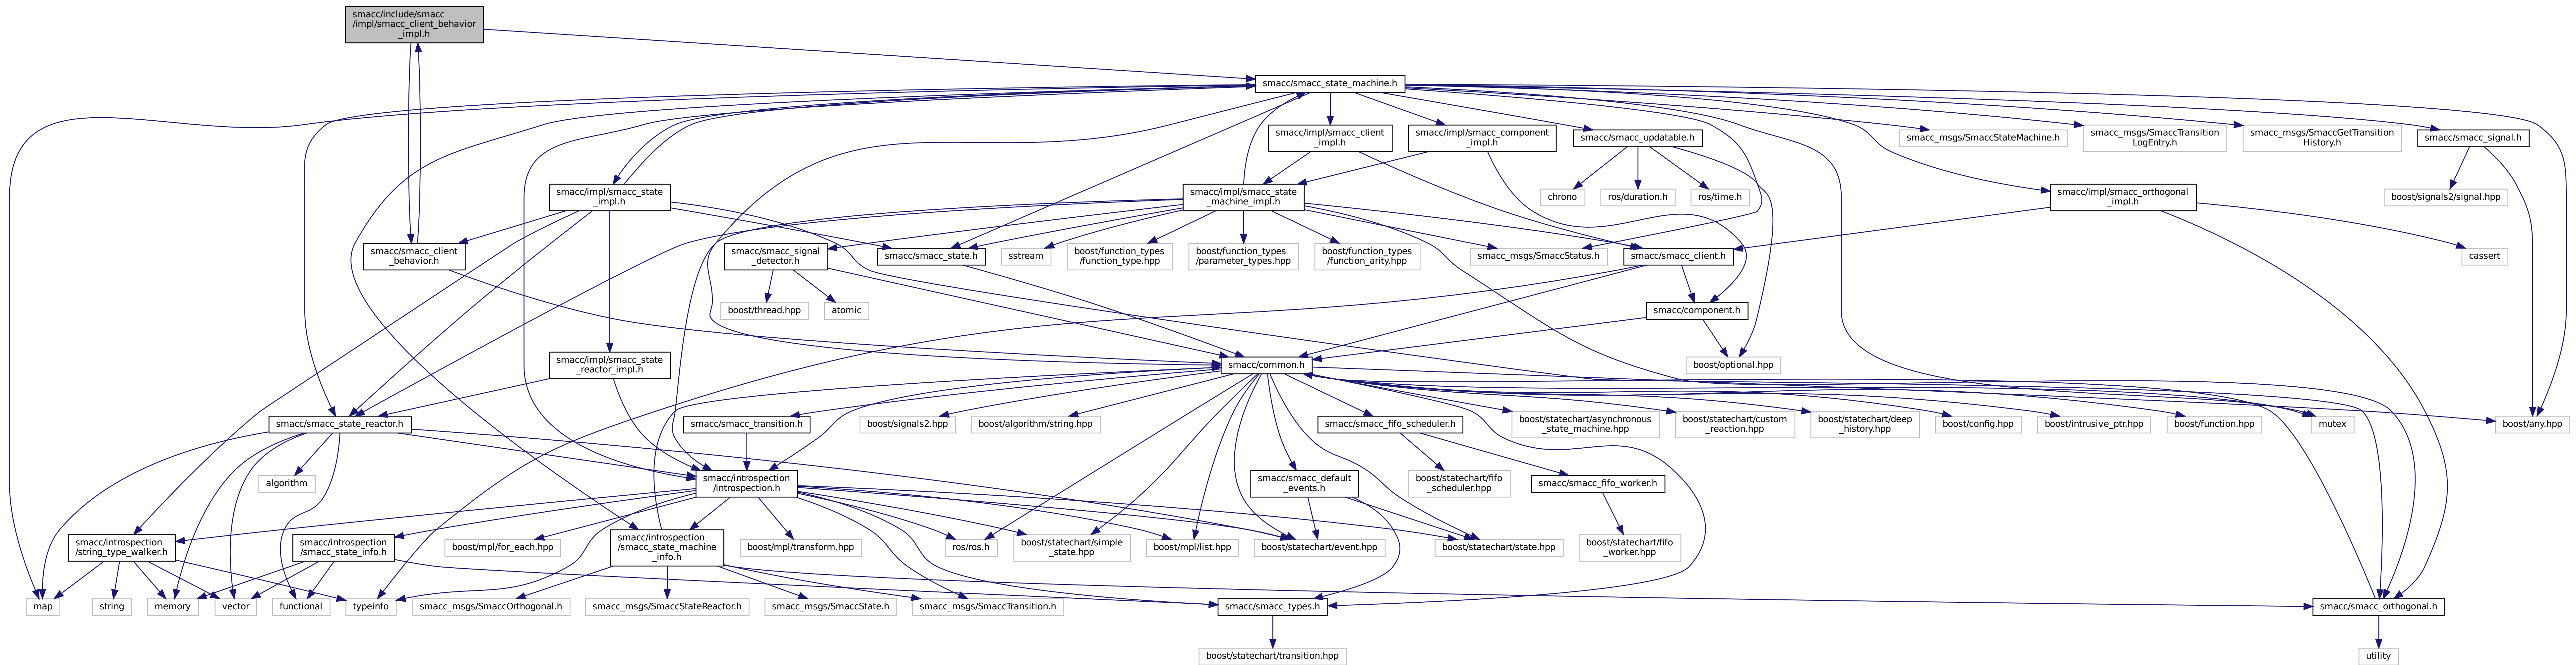 smacc/include/smacc
/impl/smacc_client_behavior
_impl.h
smacc/smacc_state_machine.h
smacc/impl/smacc_client
_impl.h
smacc/impl/smacc_component
_impl.h
smacc/smacc_updatable.h
smacc_msgs/SmaccStateMachine.h
smacc_msgs/SmaccTransition
LogEntry.h
smacc_msgs/SmaccGetTransition
History.h
smacc/smacc_signal.h
smacc/impl/smacc_state
_impl.h
smacc/impl/smacc_state
_machine_impl.h
chrono
ros/duration.h
ros/time.h
smacc/impl/smacc_orthogonal
_impl.h
boost/signals2/signal.hpp
smacc/smacc_client
_behavior.h
smacc/smacc_signal
_detector.h
smacc/smacc_state.h
sstream
boost/function_types
/function_type.hpp
boost/function_types
/parameter_types.hpp
boost/function_types
/function_arity.hpp
smacc_msgs/SmaccStatus.h
smacc/smacc_client.h
cassert
boost/thread.hpp
atomic
smacc/component.h
smacc/impl/smacc_state
_reactor_impl.h
smacc/common.h
boost/optional.hpp
smacc/smacc_state_reactor.h
smacc/smacc_transition.h
boost/signals2.hpp
boost/algorithm/string.hpp
smacc/smacc_fifo_scheduler.h
boost/statechart/asynchronous
_state_machine.hpp
boost/statechart/custom
_reaction.hpp
boost/statechart/deep
_history.hpp
boost/config.hpp
boost/intrusive_ptr.hpp
boost/function.hpp
mutex
boost/any.hpp
algorithm
smacc/introspection
/introspection.h
smacc/smacc_default
_events.h
boost/statechart/fifo
_scheduler.hpp
smacc/smacc_fifo_worker.h
smacc/introspection
/string_type_walker.h
smacc/introspection
/smacc_state_info.h
boost/mpl/for_each.hpp
smacc/introspection
/smacc_state_machine
_info.h
boost/mpl/transform.hpp
ros/ros.h
boost/statechart/simple
_state.hpp
boost/mpl/list.hpp
boost/statechart/event.hpp
boost/statechart/state.hpp
boost/statechart/fifo
_worker.hpp
map
string
memory
vector
functional
typeinfo
smacc_msgs/SmaccOrthogonal.h
smacc_msgs/SmaccStateReactor.h
smacc_msgs/SmaccState.h
smacc_msgs/SmaccTransition.h
smacc/smacc_types.h
smacc/smacc_orthogonal.h
boost/statechart/transition.hpp
utility